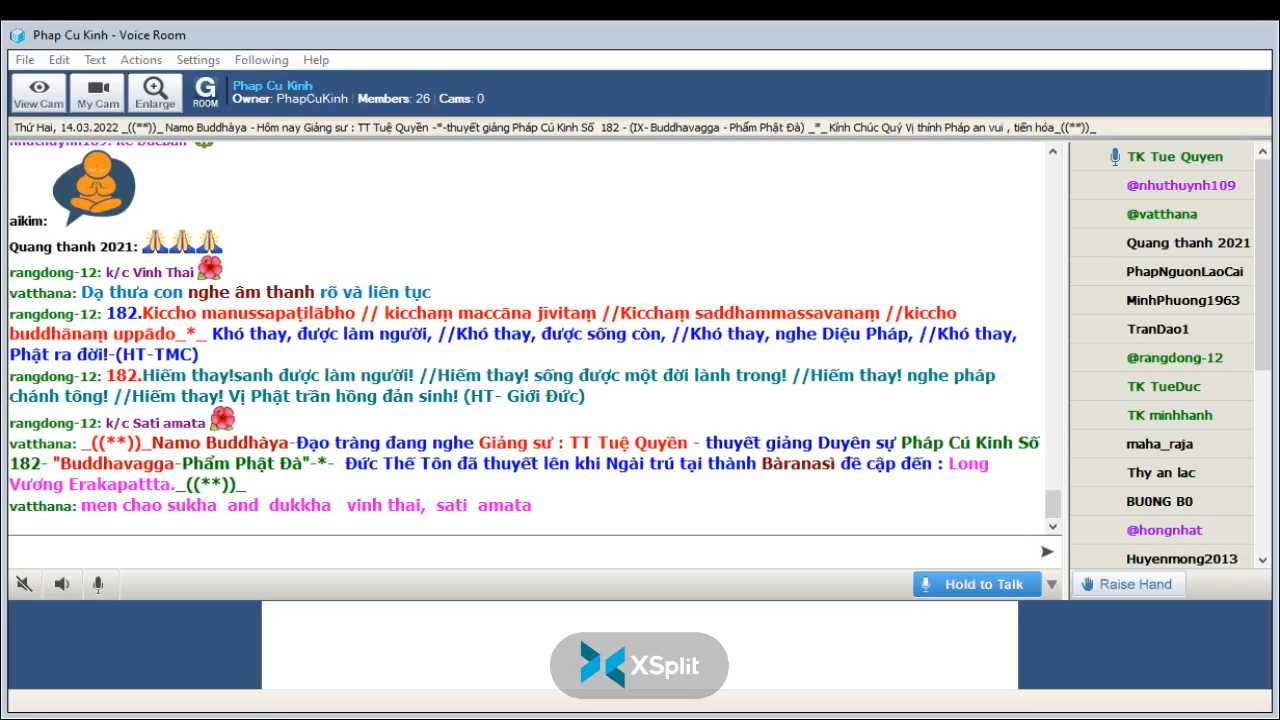 Phap Cu Kinh - Voice Room
File Edit Text Actions Settings Following Help
View Cam My Cam Enlarge G ROOM
Phap Cu Kinh
Owner: PhapCuKinh | Members: 26 | Cams: 0
Thứ Hai, 14.03.2022 _((**))_ Namo Buddhàya - Hôm nay Giảng sư : TT Tuệ Quyền -*-thuyết giảng Pháp Cú Kinh Số 182 - (IX- Buddhavagga - Phẩm Phật Đà) _*_ Kính Chúc Quý Vị thính Pháp an vui , tiến hóa_((**))_
aikim:
Quang thanh 2021:
rangdong-12: k/c Vinh Thai
vatthana: Dạ thưa con nghe âm thanh rõ và liên tục
rangdong-12: 182.Kiccho manussapaṭilābho // kicchaṃ maccāna jīvitaṃ //Kicchaṃ saddhammassavanaṃ //kiccho
buddhānaṃ uppādo_*_ Khó thay, được làm người, //Khó thay, được sống còn, //Khó thay, nghe Diệu Pháp, //Khó thay,
Phật ra đời!-(HT-TMC)
rangdong-12: 182.Hiếm thay!sanh được làm người! //Hiếm thay! sống được một đời lành trong! //Hiếm thay! nghe pháp
chánh tông! //Hiếm thay! Vị Phật trần hồng đản sinh! (HT- Giới Đức)
rangdong-12: k/c Sati amata
vatthana: _((**))_Namo Buddhàya-Đạo tràng đang nghe Giảng sư : TT Tuệ Quyền - thuyết giảng Duyên sự Pháp Cú Kinh Số
182- "Buddhavagga-Phẩm Phật Đà"-*- Đức Thế Tôn đã thuyết lên khi Ngài trú tại thành Bàranasì đề cập đến : Long
Vương Erakapattta._((**))_
vatthana: men chao sukha and dukkha vinh thai, sati amata
TK Tue Quyen
@nhuthuynh109
@vatthana
Quang thanh 2021
PhapNguonLaoCai
MinhPhuong1963
TranDao1
@rangdong-12
TK TueDuc
TK minhhanh
maha_raja
Thy an lac
BU0NG B0
@hongnhat
Huyenmong2013
Hold to Talk
Raise Hand
XSplit